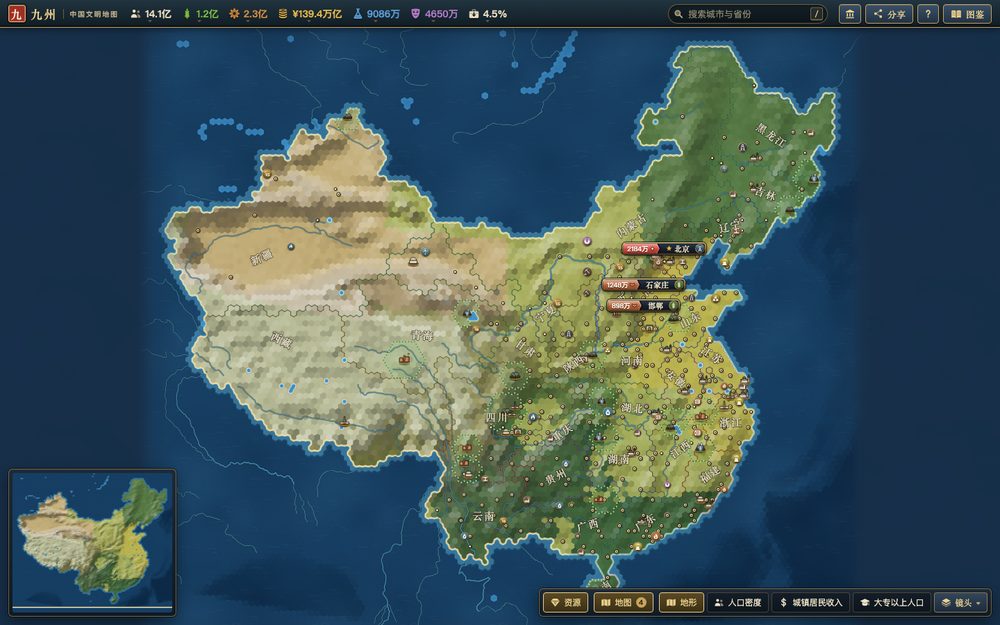 九 九州 中国文明地图 14.1亿 1.2亿 2.3亿 ¥139.4万亿 9086万 4650万 4.5% 搜索城市与省份 / 分享 ? 图鉴
黑龙江
吉林
辽宁
内蒙古
2184万 北京
新疆
1248万 石家庄
898万 邯郸
宁夏
山东
西藏
青海
甘肃
陕西
河南
江苏
安徽
四川
湖北
重庆
浙江
江西
湖南
贵州
福建
云南
广西
广东
资源 地图 4 地形 人口密度 $ 城镇居民收入 大专以上人口 镜头